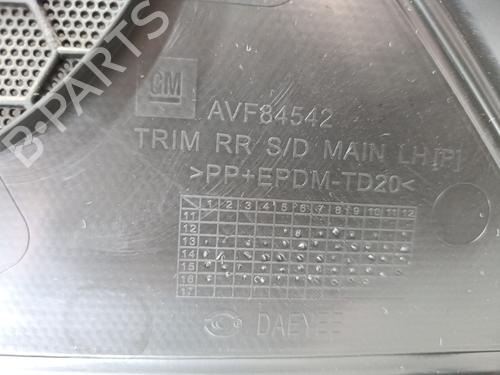 GM
AVF84542
TRIM RR S/D MAIN LH[P]
>PP+EPDM-TD20<
1 2 3 4 5 6 7 8 9 10 11 12
11
12
13
14
15
16
17
DAEYEE
B-PARTS